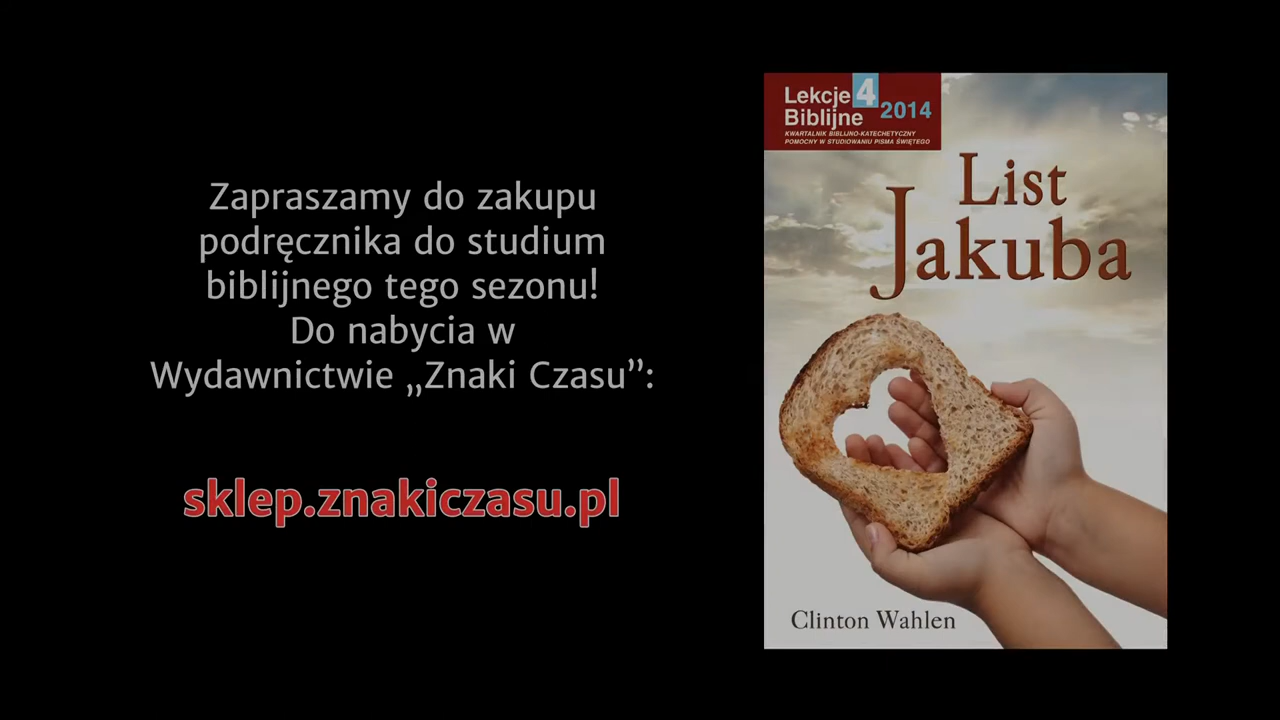 Zapraszamy do zakupu
podręcznika do studium
biblijnego tego sezonu!
Do nabycia w
Wydawnictwie „Znaki Czasu”:
sklep.znakiczasu.pl
Lekcje 4 2014
Biblijne
KWARTALNIK BIBLIJNO-KATECHETYCZNY
POMOCNY W STUDIOWANIU PISMA ŚWIĘTEGO
List
Jakuba
Clinton Wahlen